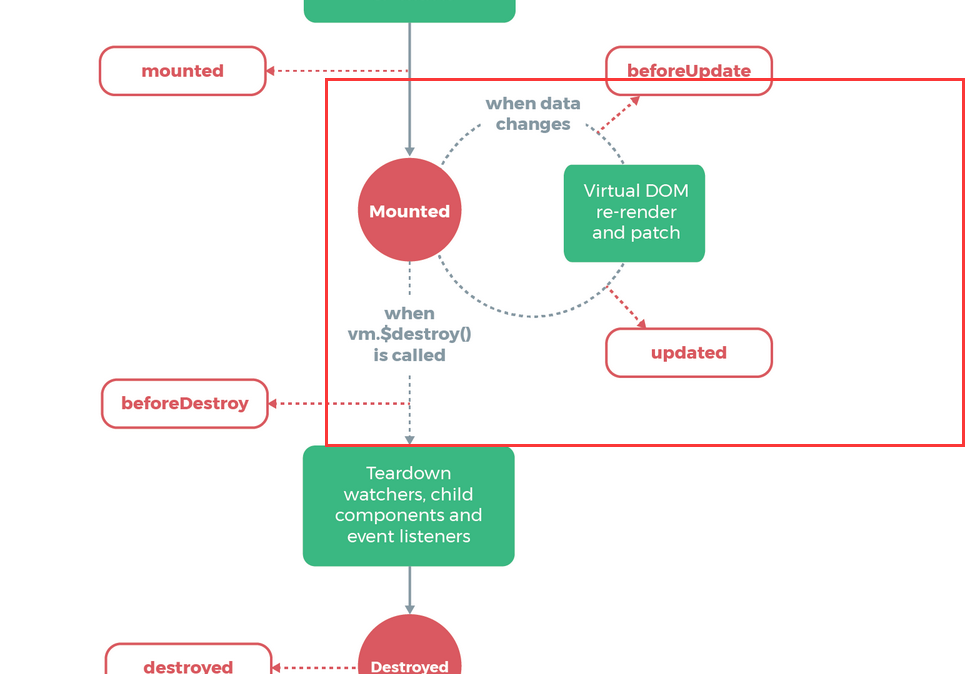 mounted
beforeUpdate
when data
changes
Mounted
Virtual DOM
re-render
and patch
when
vm.$destroy()
is called
updated
beforeDestroy
Teardown
watchers, child
components and
event listeners
destroyed
Destroyed